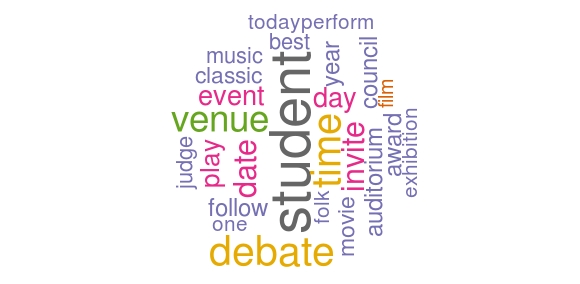 todayperform
best
music
classic
event
day
venue
student
year
council
film
time
invite
judge
play
date
award
exhibition
auditorium
follow
one
folk
movie
debate